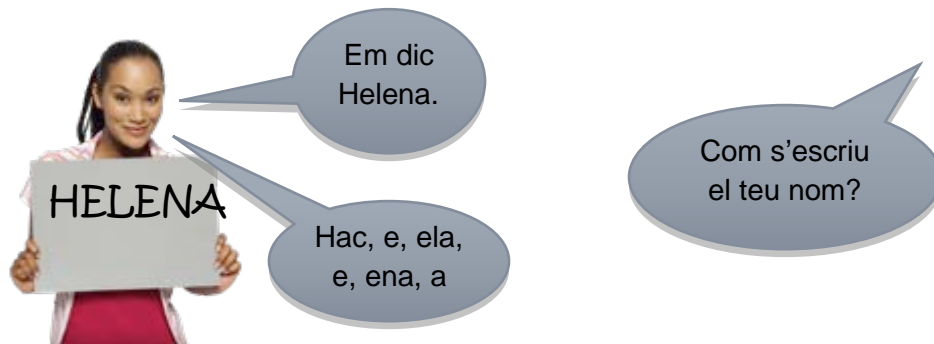 Em dic
Helena.
Com s’escriu
el teu nom?
HELENA
Hac, e, ela,
e, ena, a